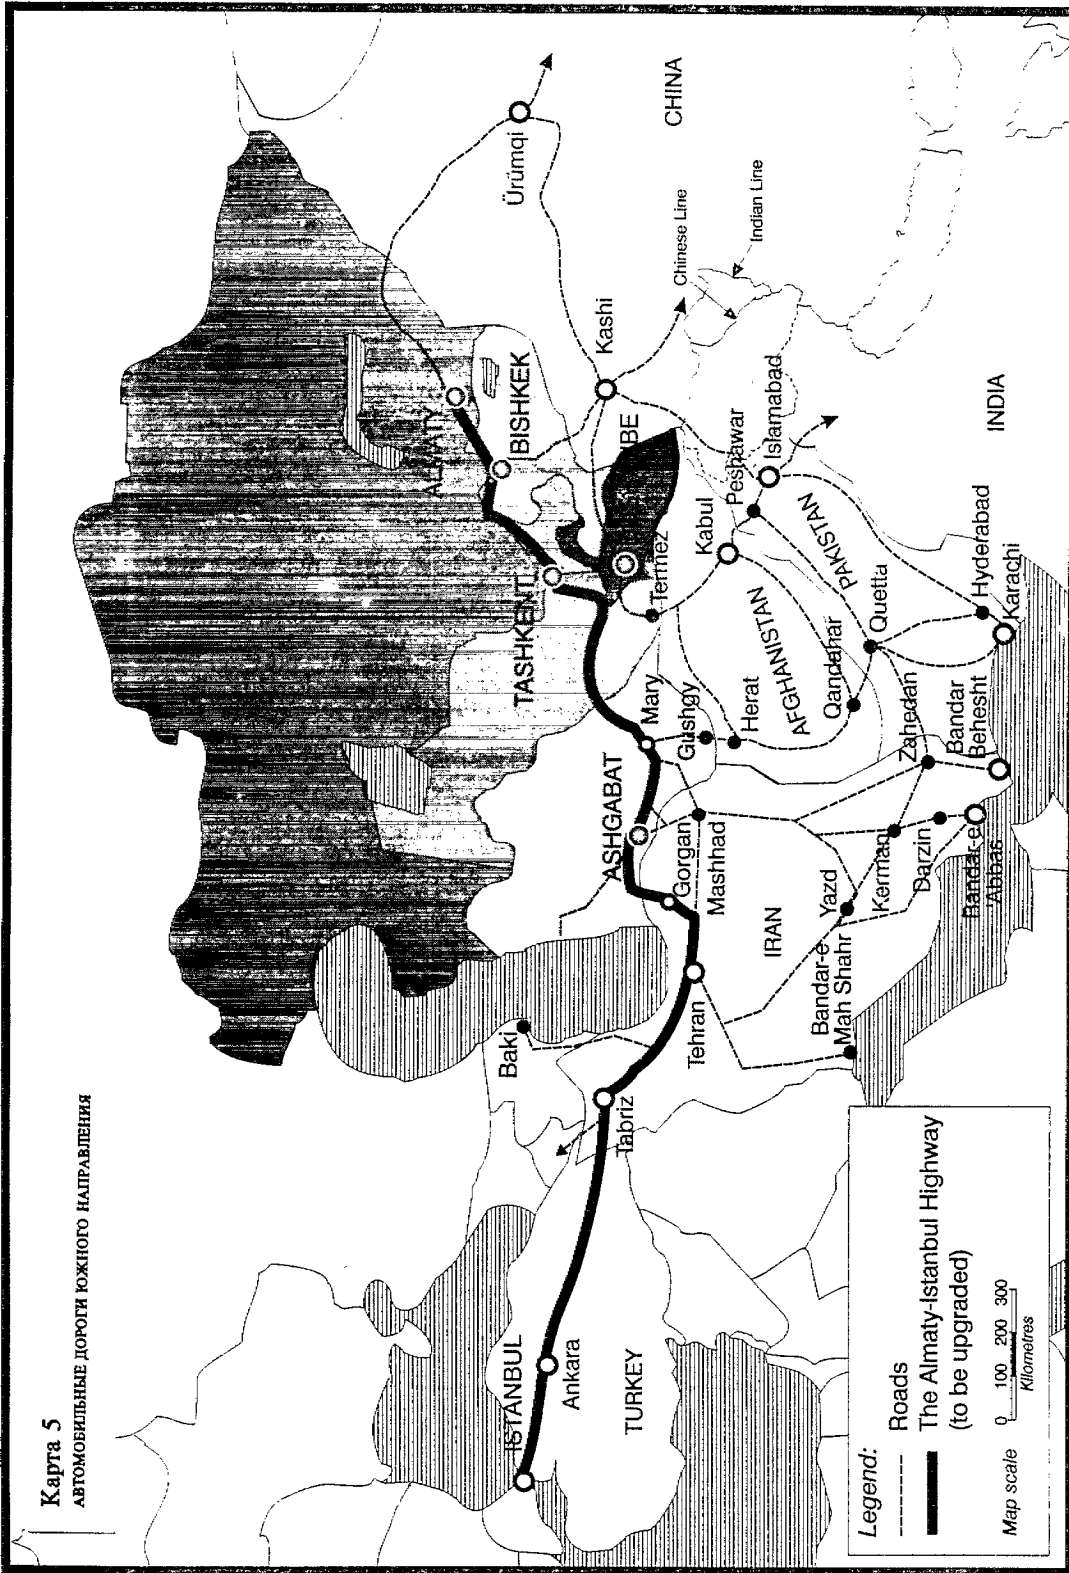 Карта 5
АВТОМОБИЛЬНЫЕ ДОРОГИ ЮЖНОГО НАПРАВЛЕНИЯ
ISTANBUL
Ankara
TURKEY
Tabriz
Baki
Tehran
Gorgan
Mashhad
ASHGABAT
Mary
Gushgy
Herat
TASHKENT
Termez
BISHKEK
ALMATY
BE
Kashi
Ürümqi
CHINA
Chinese Line
Indian Line
Kabul
Peshawar
Islamabad
AFGHANISTAN
PAKISTAN
Qandahar
Quetta
Hyderabad
Karachi
INDIA
IRAN
Yazd
Kerman
Darzin
Zahedan
Bandar
Behesht
Bandar-e
'Abbas
Bandar-e
Mah Shahr
Legend:
Roads
The Almaty-Istanbul Highway
(to be upgraded)
Map scale
0 100 200 300
Kilometres